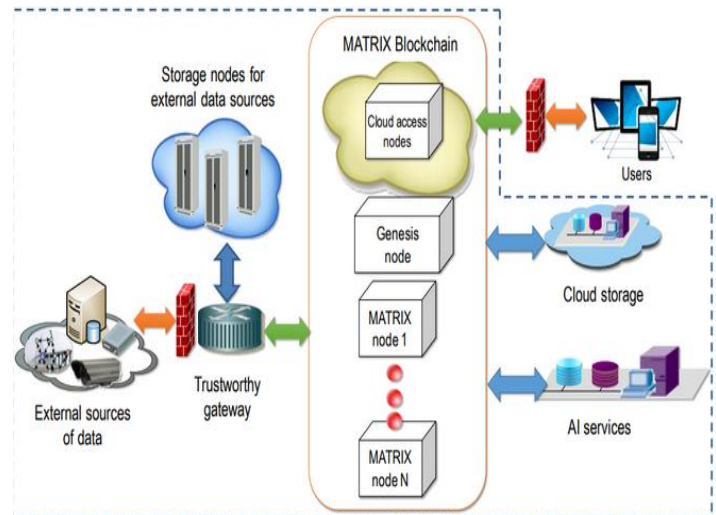 MATRIX Blockchain
Storage nodes for
external data sources
Cloud access
nodes
Users
Genesis
node
Cloud storage
MATRIX
node 1
Trustworthy
gateway
External sources
of data
AI services
MATRIX
node N